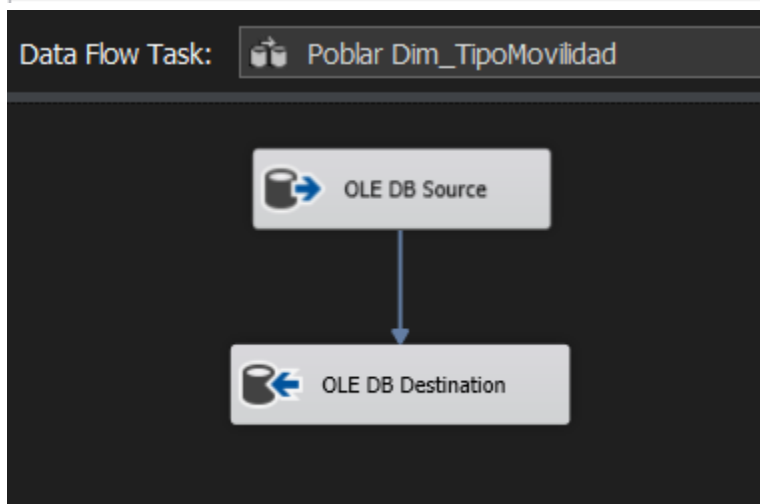 Data Flow Task: Poblar Dim_TipoMovilidad
OLE DB Source
OLE DB Destination